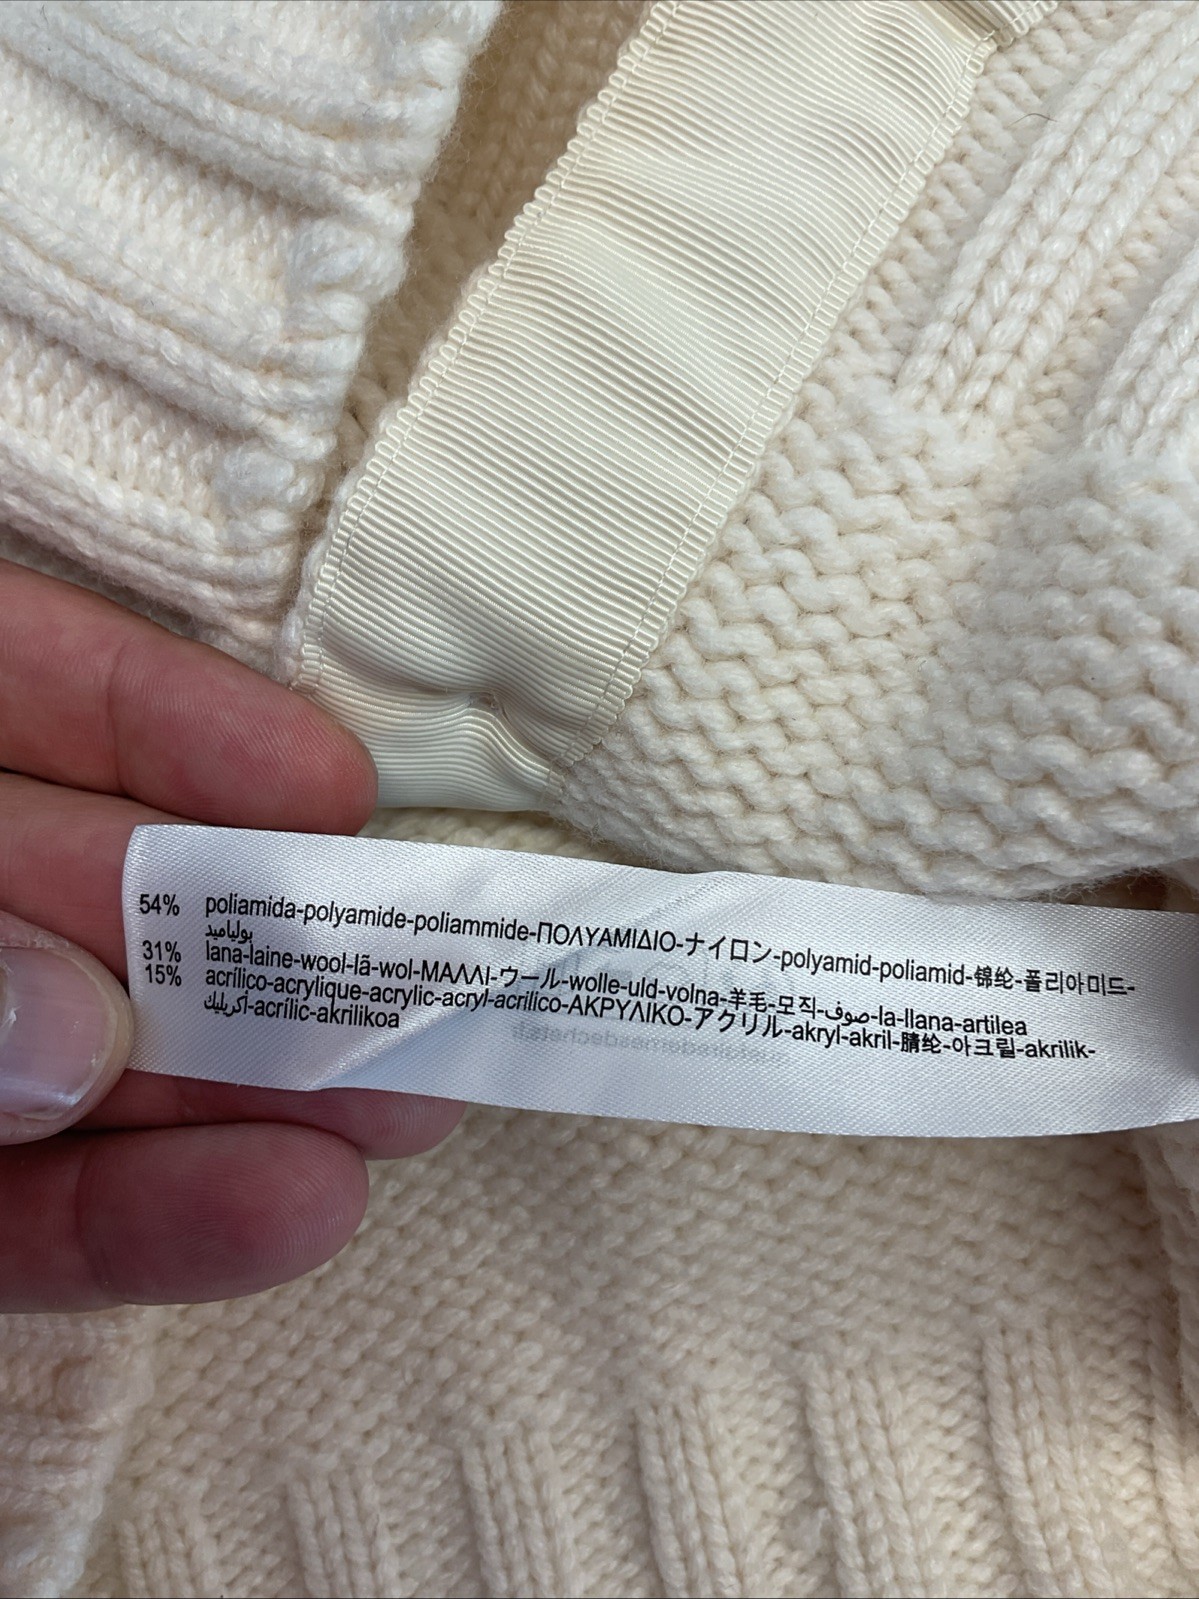 54% poliamida-polyamide-poliammide-ΠΟΛΥΑΜΙΔΙΟ-ナイロン-polyamid-poliamid-锦纶-폴리아미드-
بولياميد
31% lana-laine-wool-lã-wol-ΜΑΛΛΙ-ウール-wolle-uld-volna-羊毛-모직-صوف-la-llana-artilea
15% acrílico-acrylique-acrylic-acryl-acrilico-ΑΚΡΥΛΙΚΟ-アクリル-akryl-akril-腈纶-아크릴-akrilik-
أكريليك-acrílic-akrilikoa